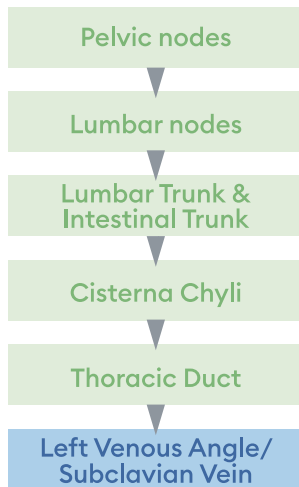 Pelvic nodes
Lumbar nodes
Lumbar Trunk &
Intestinal Trunk
Cisterna Chyli
Thoracic Duct
Left Venous Angle/
Subclavian Vein